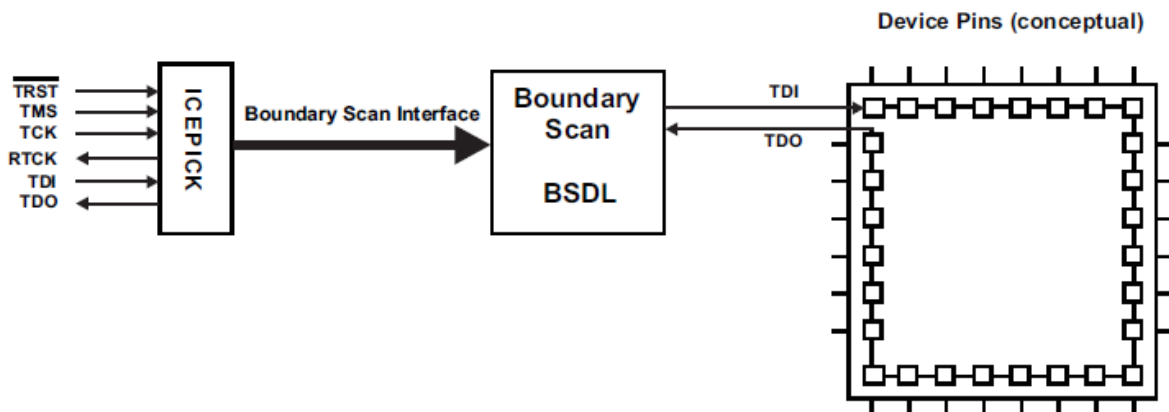 Device Pins (conceptual)
TRST
TMS
TCK
RTCK
TDI
TDO
ICEPICK
Boundary Scan Interface
Boundary
Scan
BSDL
TDI
TDO